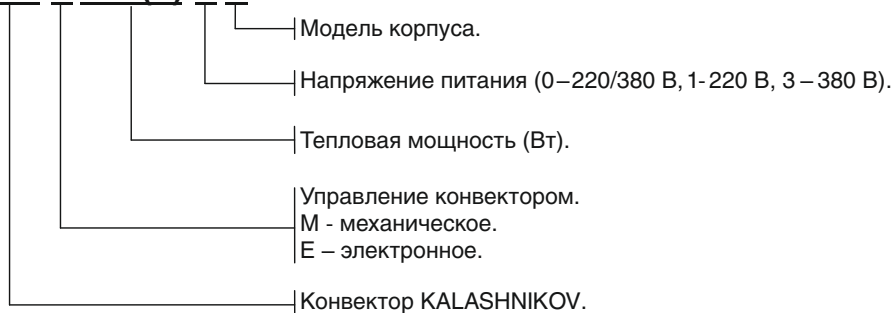 Модель корпуса.
Напряжение питания (0–220/380 В, 1- 220 В, 3 – 380 В).
Тепловая мощность (Вт).
Управление конвектором.
М - механическое.
Е – электронное.
Конвектор KALASHNIKOV.